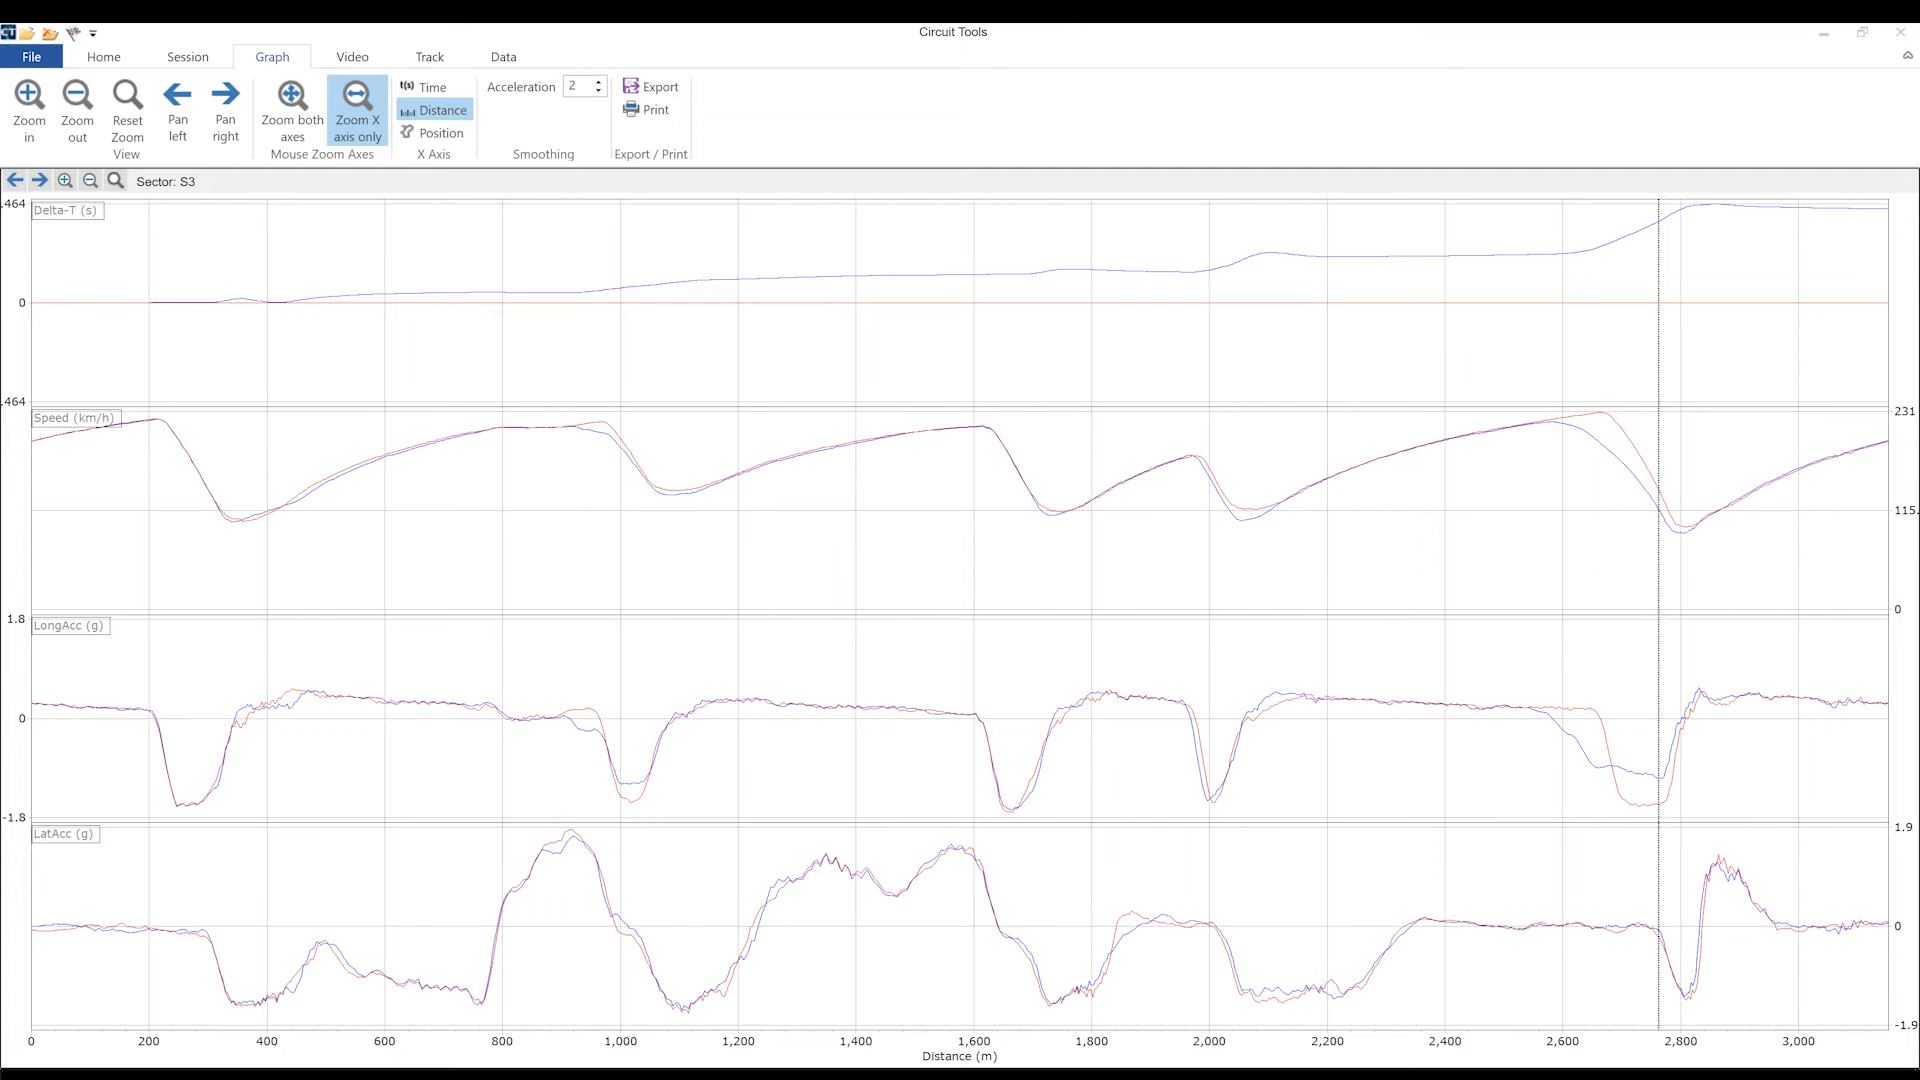 CT
Circuit Tools
File Home Session Graph Video Track Data
Zoom in
Zoom out
Reset Zoom
Pan left
Pan right
View
Zoom both axes
Zoom X axis only
Mouse Zoom Axes
t(s) Time
Distance
Position
X Axis
Acceleration 2
Smoothing
Export
Print
Export / Print
Sector: S3
.464
Delta-T (s)
0
.464
Speed (km/h)
231
115.
0
1.8
LongAcc (g)
0
-1.8
LatAcc (g)
1.9
0
-1.9
0 200 400 600 800 1,000 1,200 1,400 1,600 1,800 2,000 2,200 2,400 2,600 2,800 3,000
Distance (m)